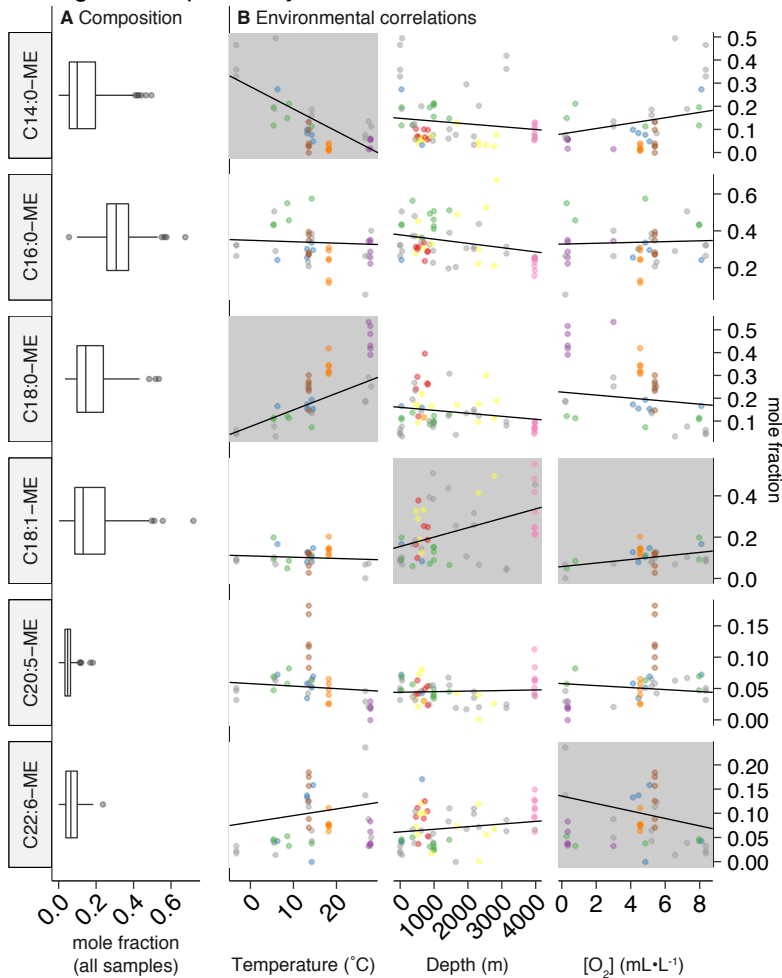 A Composition
B Environmental correlations
C14:0−ME
0.5
0.4
0.3
0.2
0.1
0.0
C16:0−ME
0.6
0.4
0.2
C18:0−ME
0.5
0.4
0.3
0.2
0.1
mole fraction
C18:1−ME
0.4
0.2
0.0
C20:5−ME
0.15
0.10
0.05
0.00
C22:6−ME
0.20
0.15
0.10
0.05
0.00
0.0 0.2 0.4 0.6
0 10 20
0 1000 2000 3000 4000
0 2 4 6 8
mole fraction
(all samples)
Temperature (˚C)
Depth (m)
[O₂] (mL•L⁻¹)